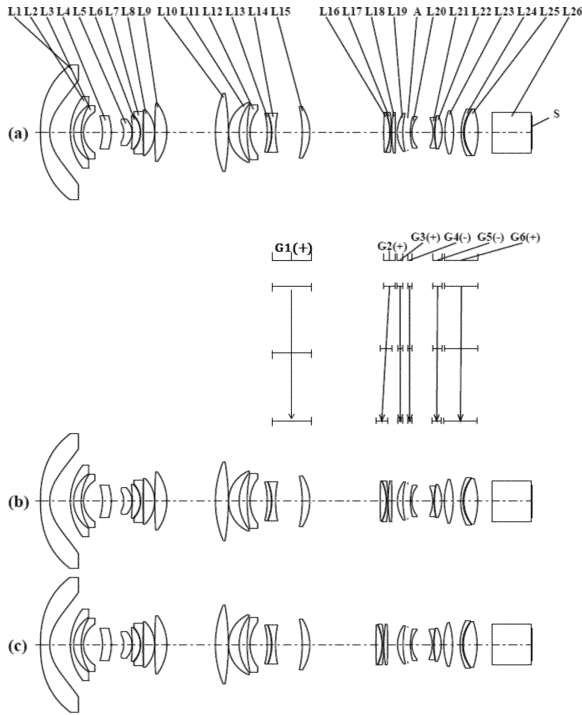 L1 L2 L3 L4 L5 L6 L7 L8 L9 L10 L11 L12 L13 L14 L15 L16 L17 L18 L19 A L20 L21 L22 L23 L24 L25 L26
S
(a)
G1(+)
G2(+)
G3(+)
G4(-)
G5(-)
G6(+)
(b)
(c)